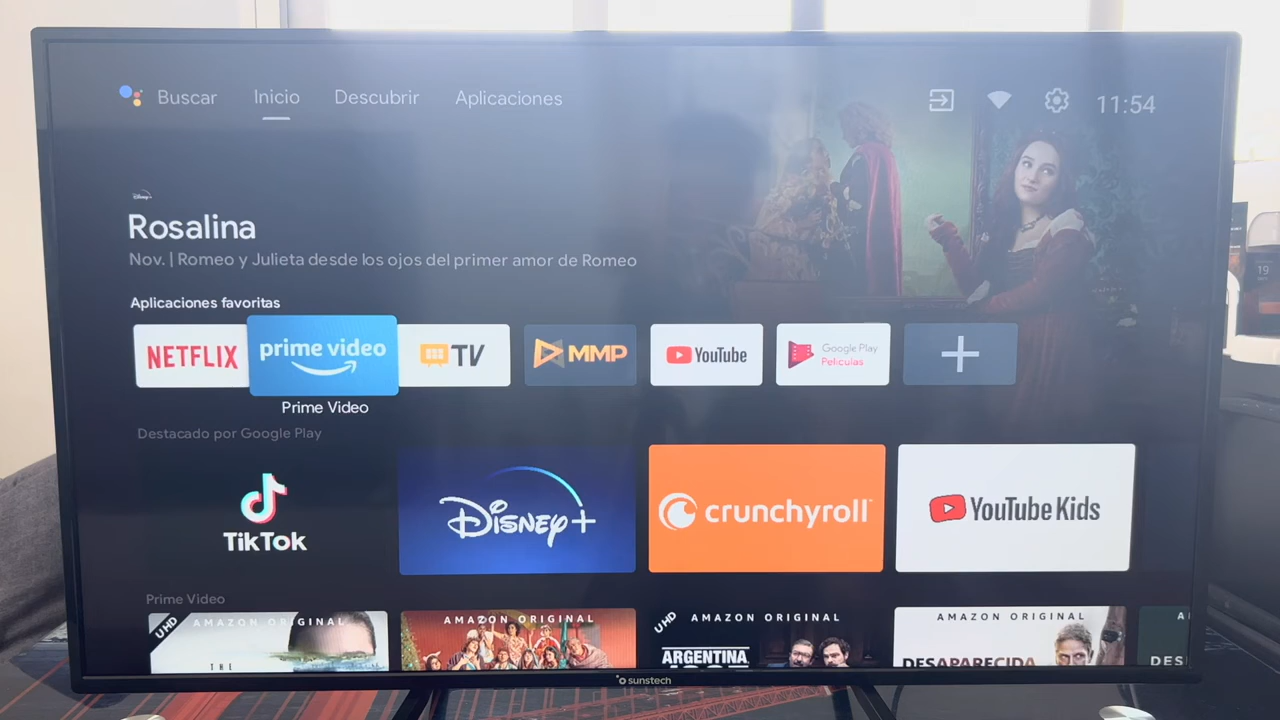 Buscar Inicio Descubrir Aplicaciones 11:54
Disney+
Rosalina
Nov. | Romeo y Julieta desde los ojos del primer amor de Romeo
Aplicaciones favoritas
NETFLIX prime video TV MMP YouTube Google Play Películas
Prime Video
Destacado por Google Play
TikTok Disney+ crunchyroll YouTube Kids
Prime Video
UHD AMAZON ORIGINAL AMAZON ORIGINAL UHD AMAZON ORIGINAL AMAZON ORIGINAL
THE ARGENTINA DESAPARECIDA DES
sunstech
19